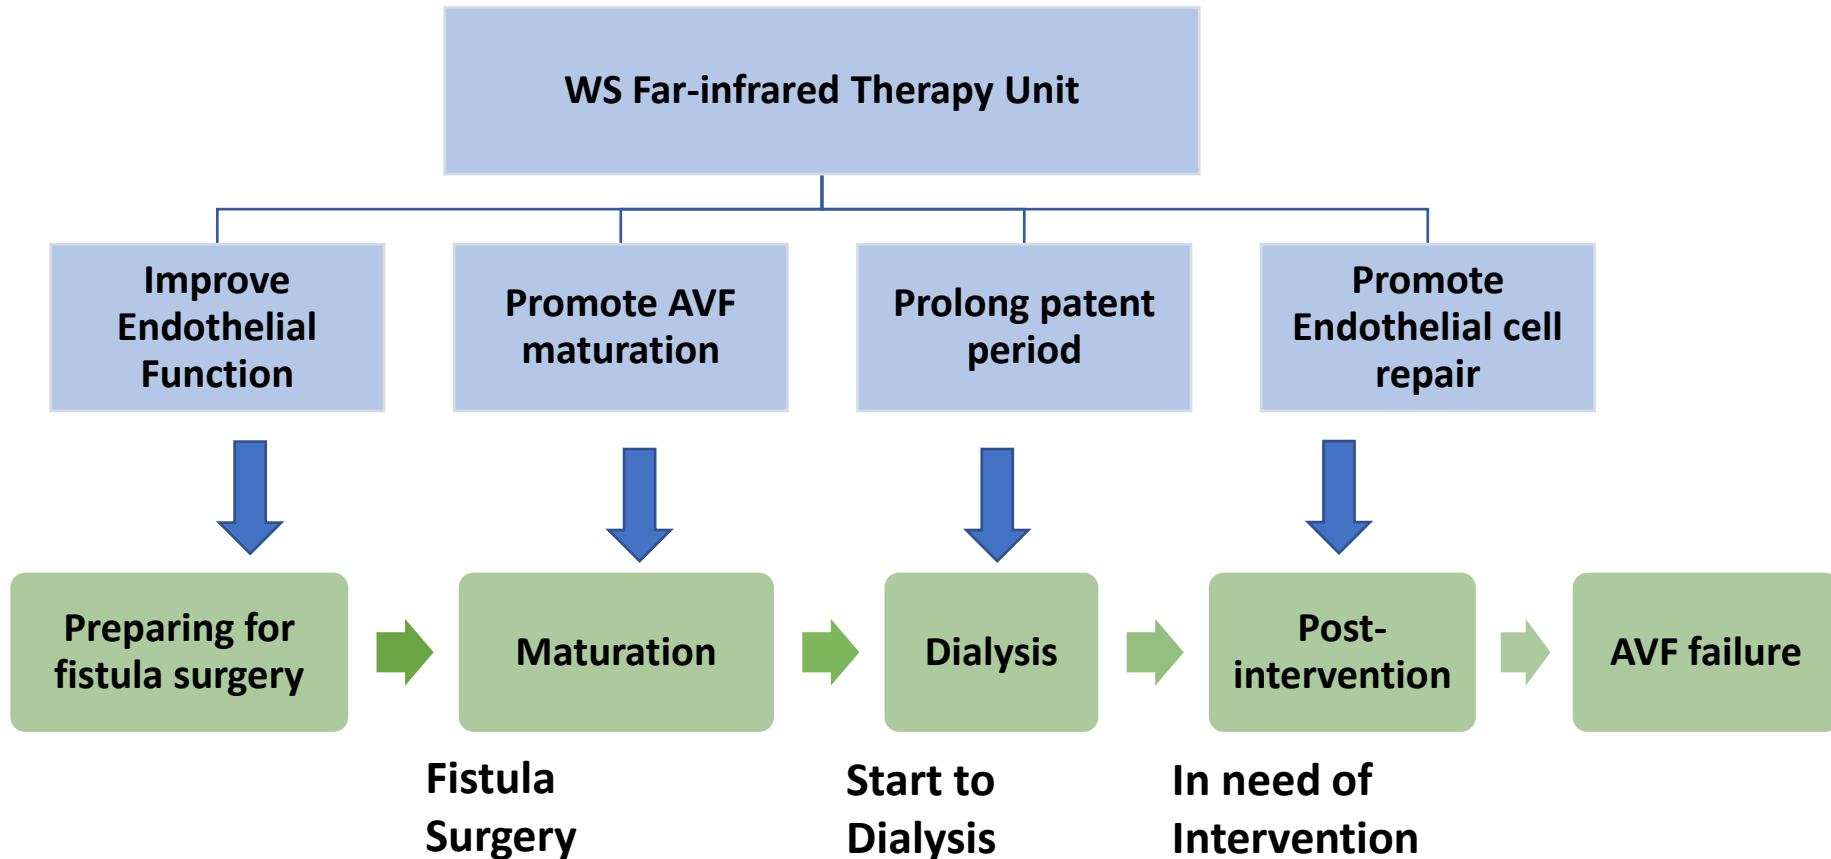 WS Far-infrared Therapy Unit
Improve
Endothelial
Function
Promote AVF
maturation
Prolong patent
period
Promote
Endothelial cell
repair
Preparing for
fistula surgery
Maturation
Dialysis
Post-
intervention
AVF failure
Fistula
Surgery
Start to
Dialysis
In need of
Intervention